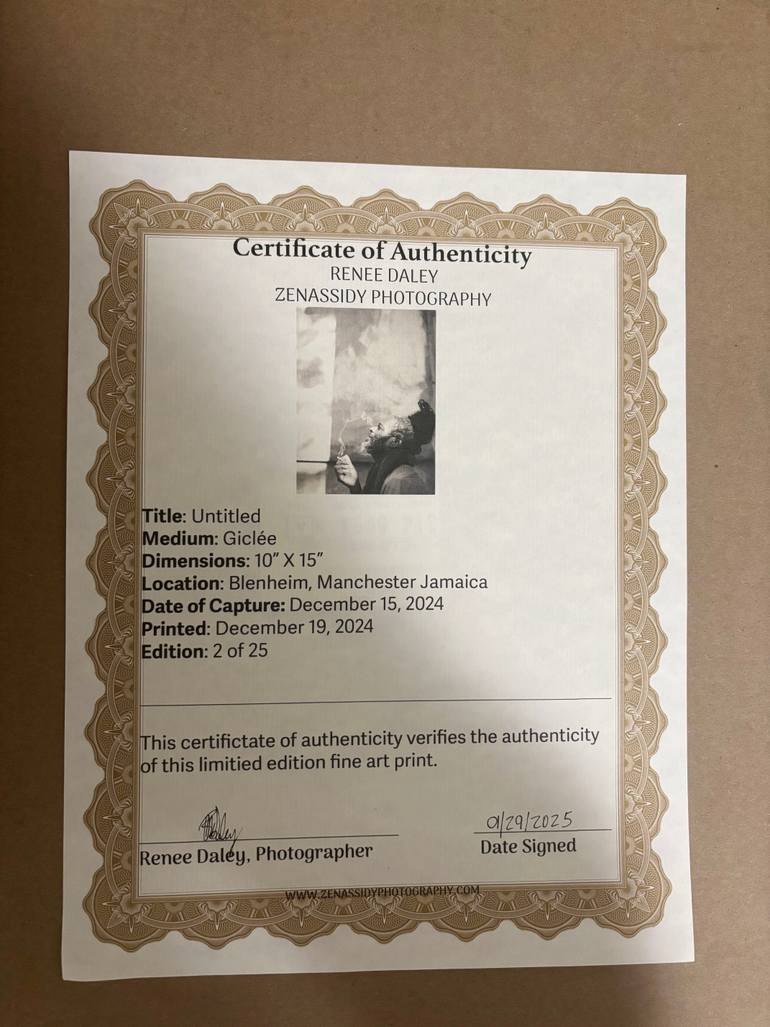 Certificate of Authenticity
RENEE DALEY
ZENASSIDY PHOTOGRAPHY
Title: Untitled
Medium: Giclée
Dimensions: 10” X 15”
Location: Blenheim, Manchester Jamaica
Date of Capture: December 15, 2024
Printed: December 19, 2024
Edition: 2 of 25
This certifictate of authenticity verifies the authenticity
of this limitied edition fine art print.
01/29/2025
Renee Daley, Photographer
Date Signed
WWW.ZENASSIDYPHOTOGRAPHY.COM